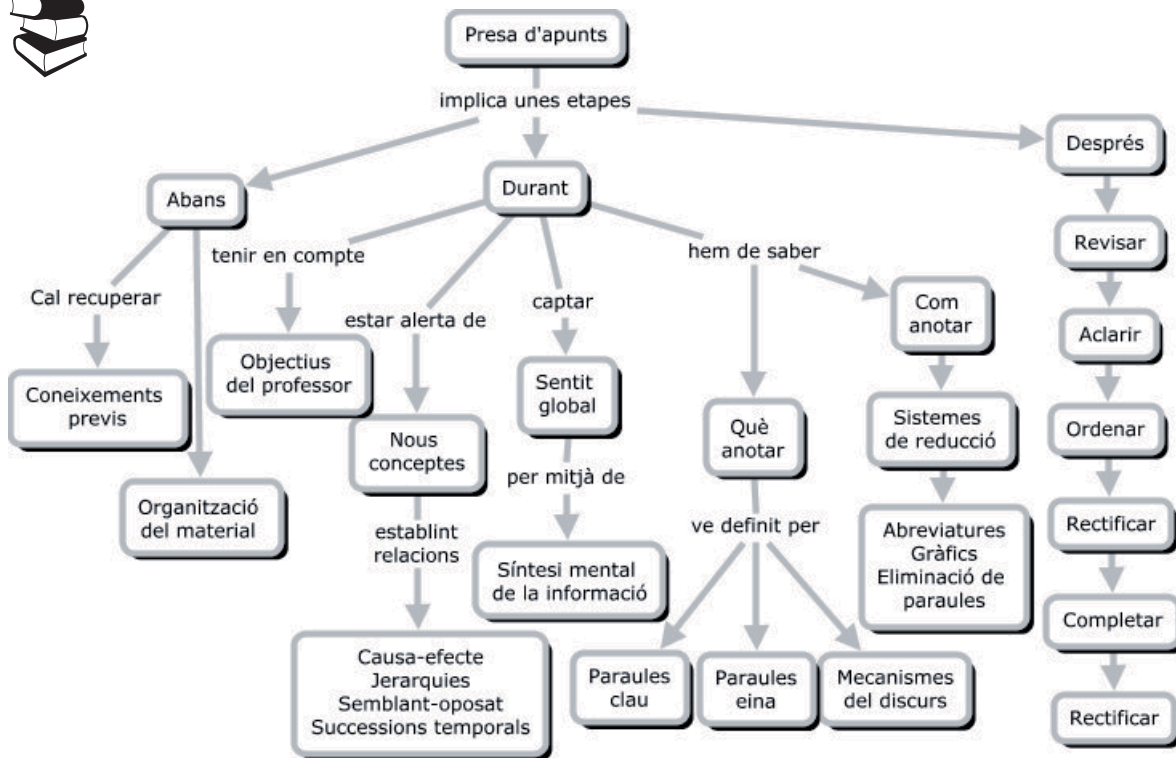 Presa d'apunts
implica unes etapes
Abans
Durant
Després
Cal recuperar
Coneixements
previs
Organització
del material
tenir en compte
Objectius
del professor
estar alerta de
Nous
conceptes
establint
relacions
Causa-efecte
Jerarquies
Semblant-oposat
Successions temporals
captar
Sentit
global
per mitjà de
Síntesi mental
de la informació
hem de saber
Què
anotar
ve definit per
Paraules
clau
Paraules
eina
Mecanismes
del discurs
Com
anotar
Sistemes
de reducció
Abreviatures
Gràfics
Eliminació de
paraules
Revisar
Aclarir
Ordenar
Rectificar
Completar
Rectificar